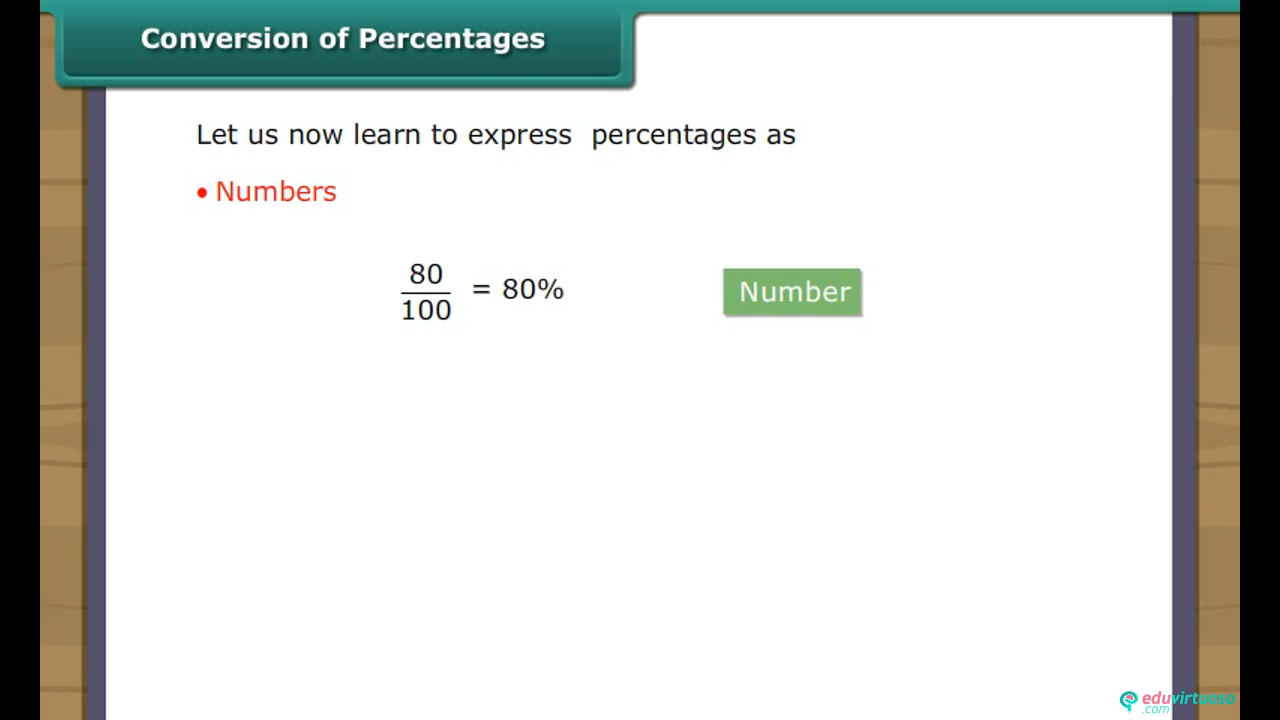 Conversion of Percentages
Let us now learn to express percentages as
• Numbers
80
100
= 80%
Number
eduvirtuoso
.com